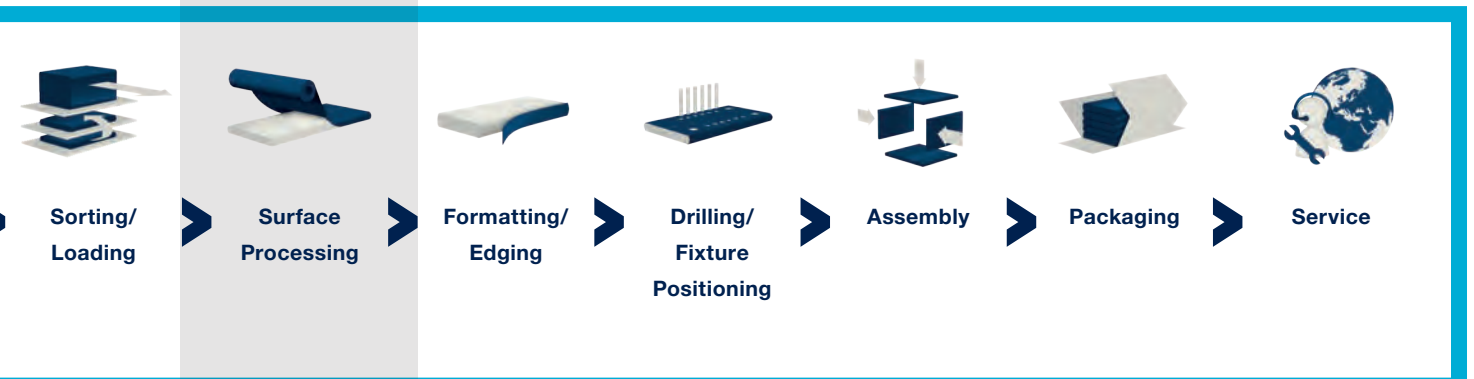 Sorting/
Loading
Surface
Processing
Formatting/
Edging
Drilling/
Fixture
Positioning
Assembly
Packaging
Service